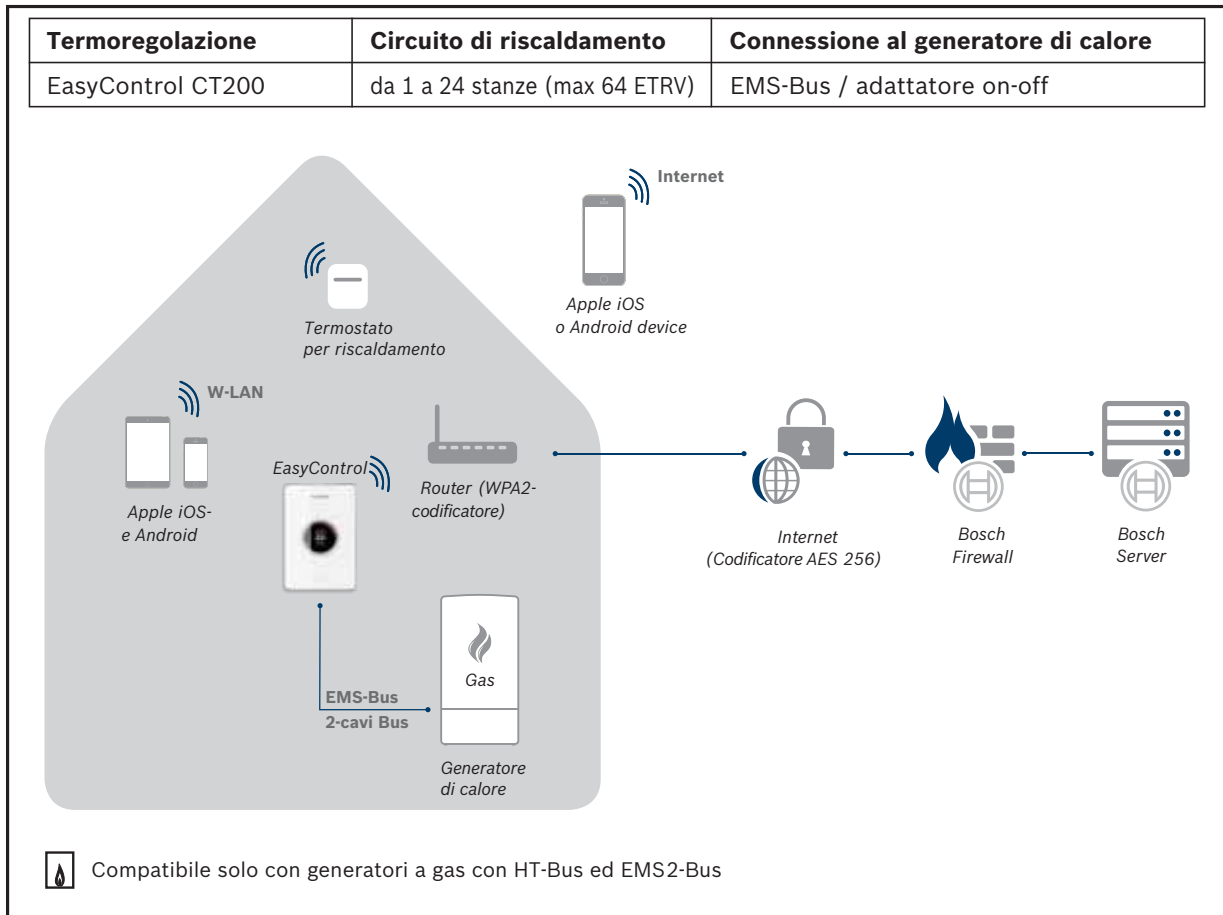 Termoregolazione Circuito di riscaldamento Connessione al generatore di calore
EasyControl CT200 da 1 a 24 stanze (max 64 ETRV) EMS-Bus / adattatore on-off
Internet
Apple iOS
o Android device
Termostato
per riscaldamento
W-LAN
Apple iOS-
e Android
EasyControl
Router (WPA2-
codificatore)
Internet
(Codificatore AES 256)
Bosch
Firewall
Bosch
Server
Gas
EMS-Bus
2-cavi Bus
Generatore
di calore
Compatibile solo con generatori a gas con HT-Bus ed EMS2-Bus